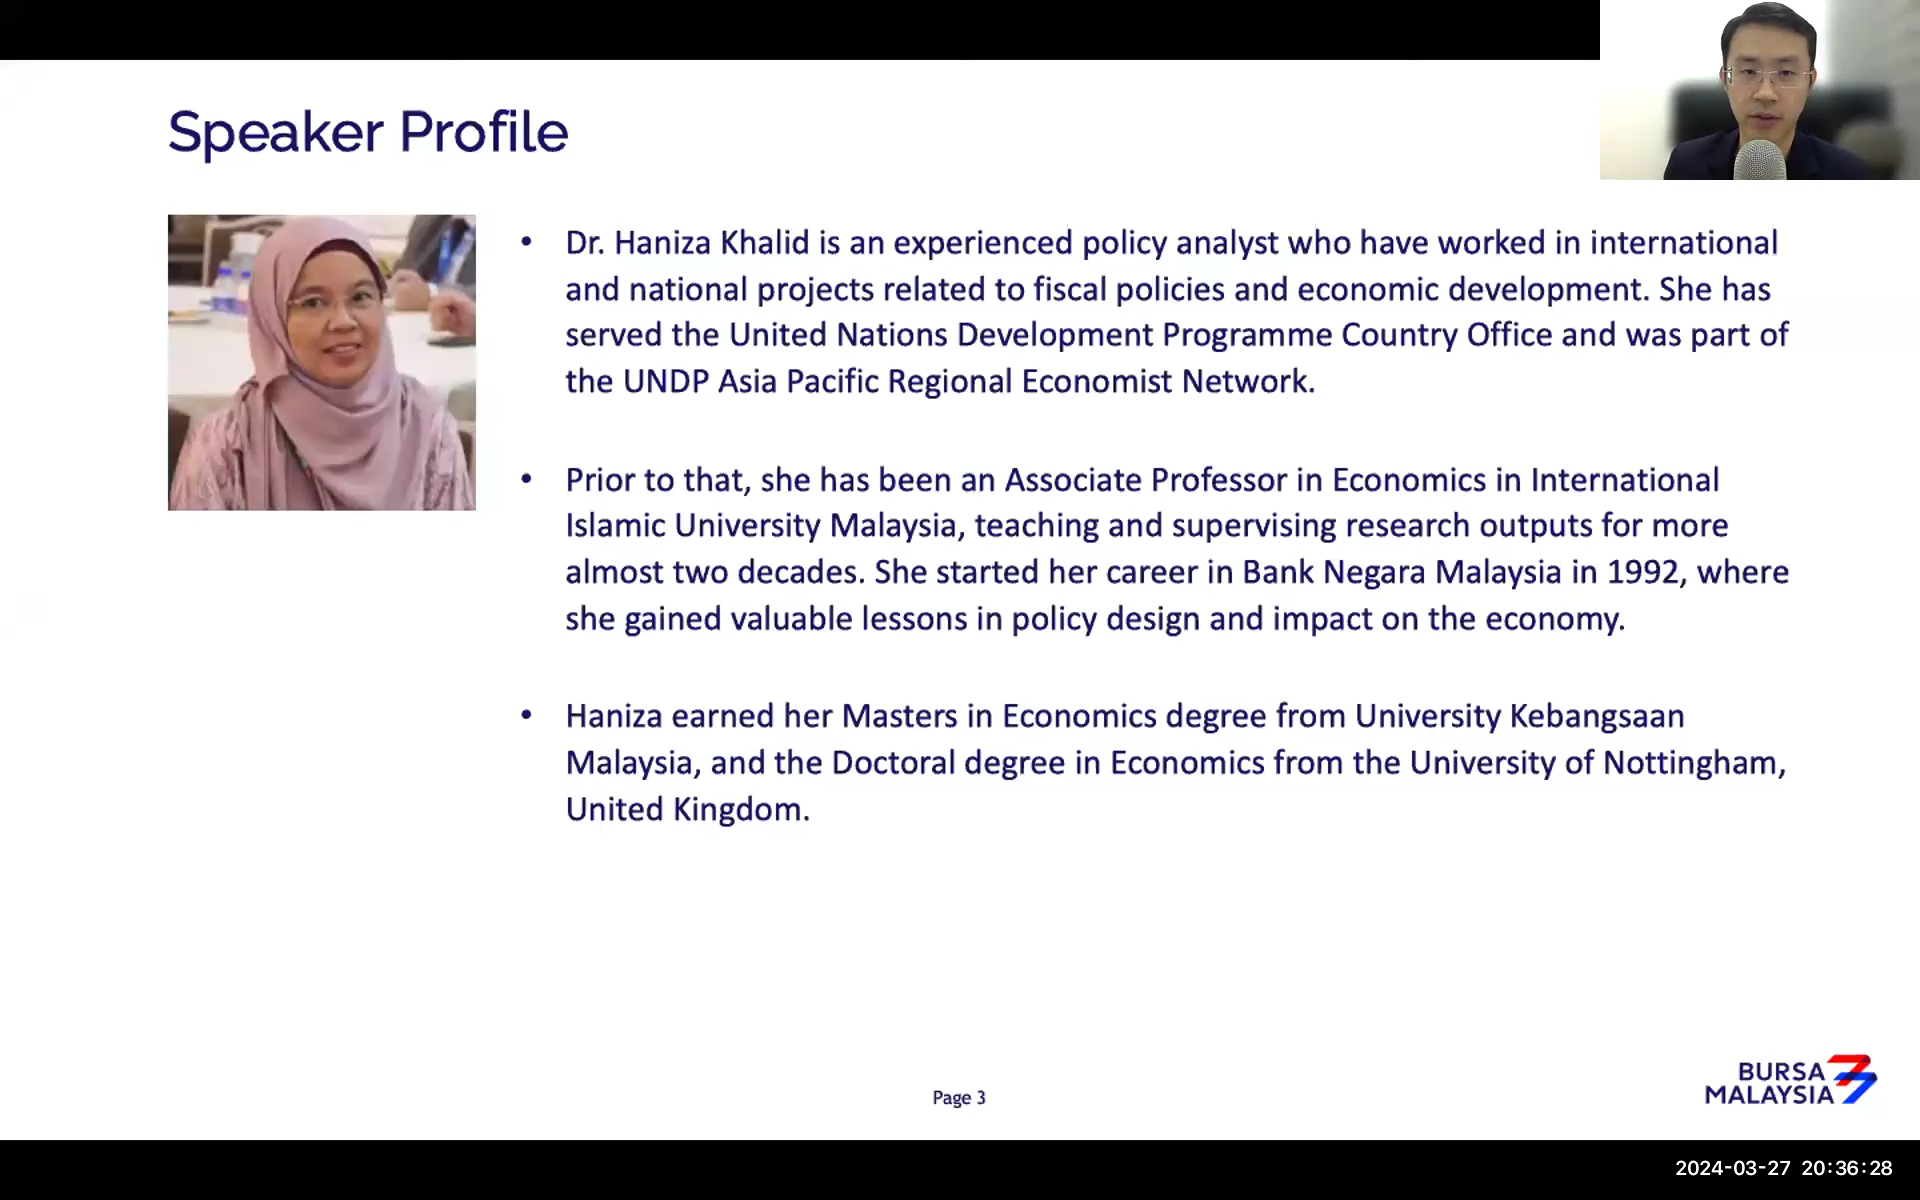 Speaker Profile
• Dr. Haniza Khalid is an experienced policy analyst who have worked in international
and national projects related to fiscal policies and economic development. She has
served the United Nations Development Programme Country Office and was part of
the UNDP Asia Pacific Regional Economist Network.
• Prior to that, she has been an Associate Professor in Economics in International
Islamic University Malaysia, teaching and supervising research outputs for more
almost two decades. She started her career in Bank Negara Malaysia in 1992, where
she gained valuable lessons in policy design and impact on the economy.
• Haniza earned her Masters in Economics degree from University Kebangsaan
Malaysia, and the Doctoral degree in Economics from the University of Nottingham,
United Kingdom.
Page 3
BURSA
MALAYSIA
2024-03-27 20:36:28